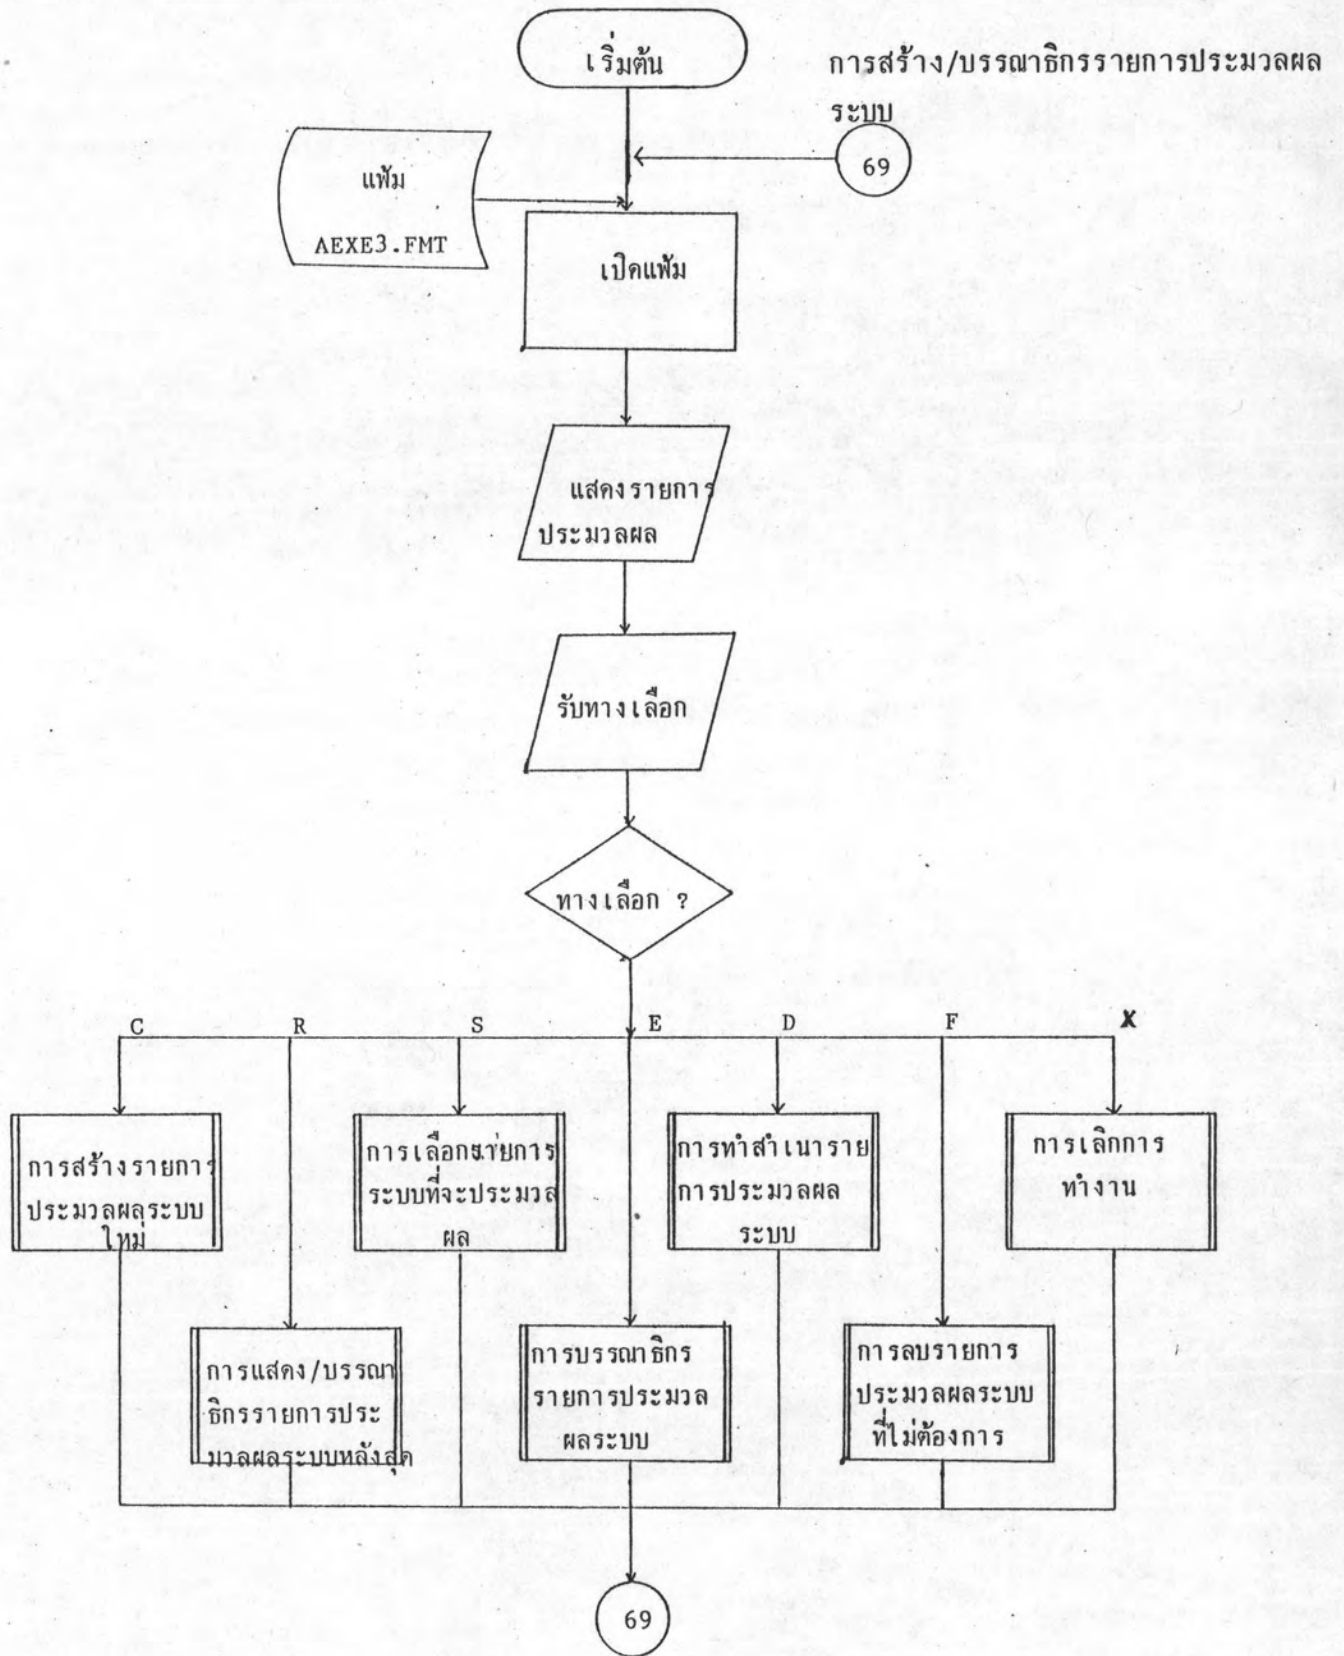 เริ่มต้น
การสร้าง/บรรณาธิกรรายการประมวลผล
ระบบ
69
แฟ้ม
AEXE3.FMT
เปิดแฟ้ม
แสดงรายการ
ประมวลผล
รับทางเลือก
ทางเลือก ?
C
R
S
E
D
F
X
การสร้างรายการ
ประมวลผลระบบ
ใหม่
การเลือกรายการ
ระบบที่จะประมวล
ผล
การทำสำเนาราย
การประมวลผล
ระบบ
การเลิกการ
ทำงาน
การแสดง/บรรณา
ธิกรรายการประ
มวลผลระบบหลังสุด
การบรรณาธิกร
รายการประมวล
ผลระบบ
การลบรายการ
ประมวลผลระบบ
ที่ไม่ต้องการ
69